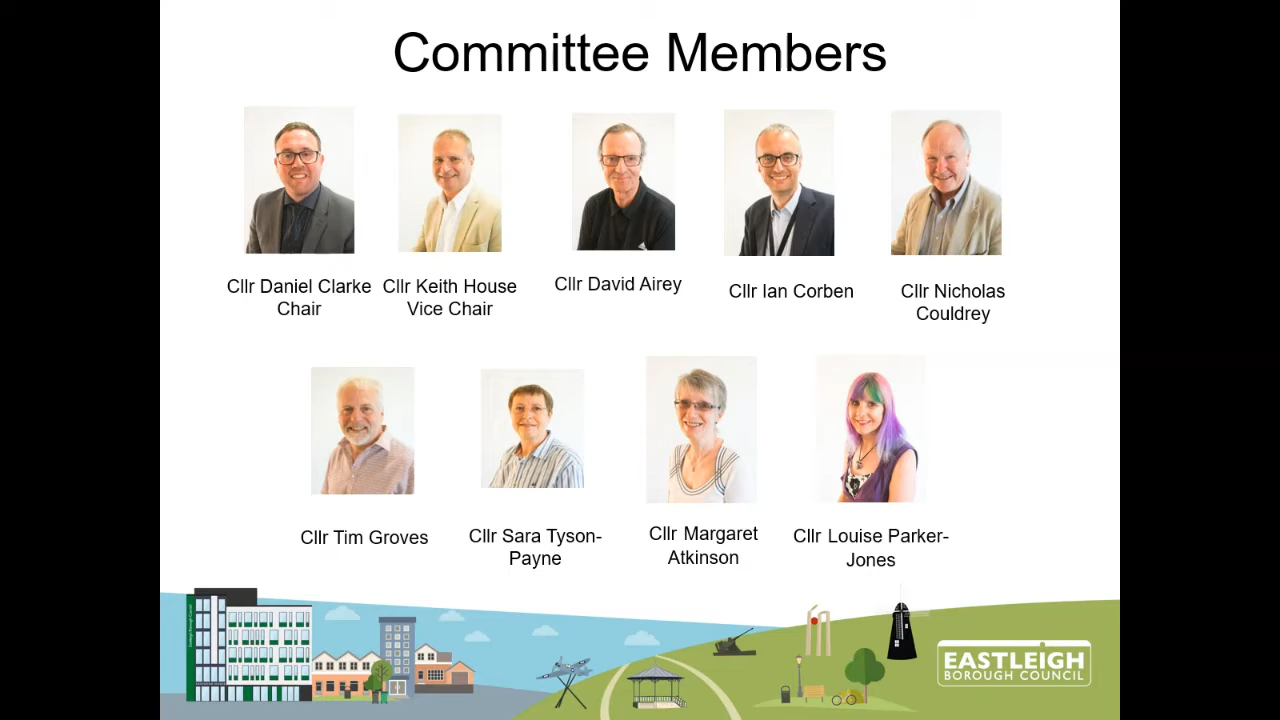 Committee Members
Cllr Daniel Clarke
Chair
Cllr Keith House
Vice Chair
Cllr David Airey
Cllr Ian Corben
Cllr Nicholas
Couldrey
Cllr Tim Groves
Cllr Sara Tyson-
Payne
Cllr Margaret
Atkinson
Cllr Louise Parker-
Jones
EASTLEIGH
BOROUGH COUNCIL